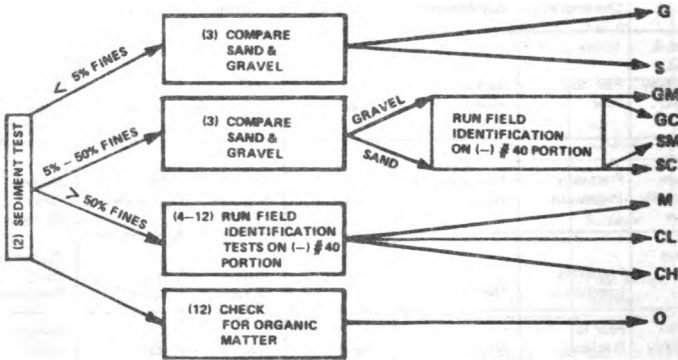 (2) SEDIMENT TEST
< 5% FINES
(3) COMPARE
SAND &
GRAVEL
G
S
5% – 50% FINES
(3) COMPARE
SAND &
GRAVEL
GRAVEL
SAND
RUN FIELD
IDENTIFICATION
ON (–) # 40 PORTION
GM
GC
SM
SC
> 50% FINES
(4–12) RUN FIELD
IDENTIFICATION
TESTS ON (–) # 40
PORTION
M
CL
CH
(12) CHECK
FOR ORGANIC
MATTER
O